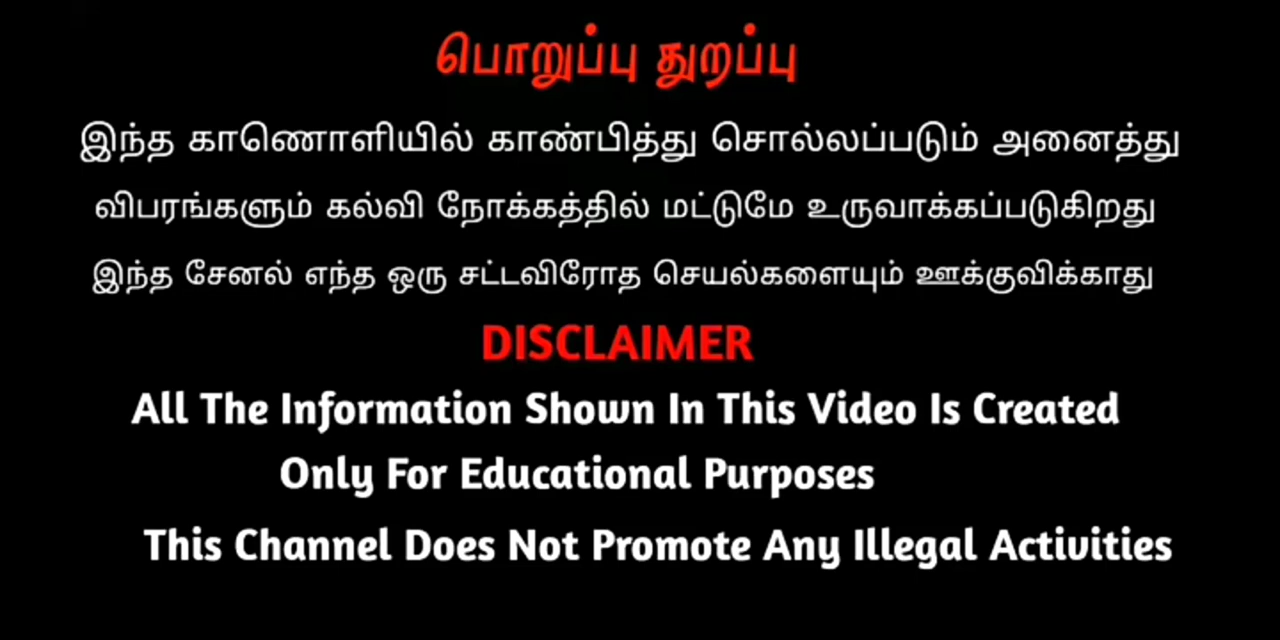 பொறுப்பு துறப்பு
இந்த காணொளியில் காண்பித்து சொல்லப்படும் அனைத்து
விபரங்களும் கல்வி நோக்கத்தில் மட்டுமே உருவாக்கப்படுகிறது
இந்த சேனல் எந்த ஒரு சட்டவிரோத செயல்களையும் ஊக்குவிக்காது
DISCLAIMER
All The Information Shown In This Video Is Created
Only For Educational Purposes
This Channel Does Not Promote Any Illegal Activities